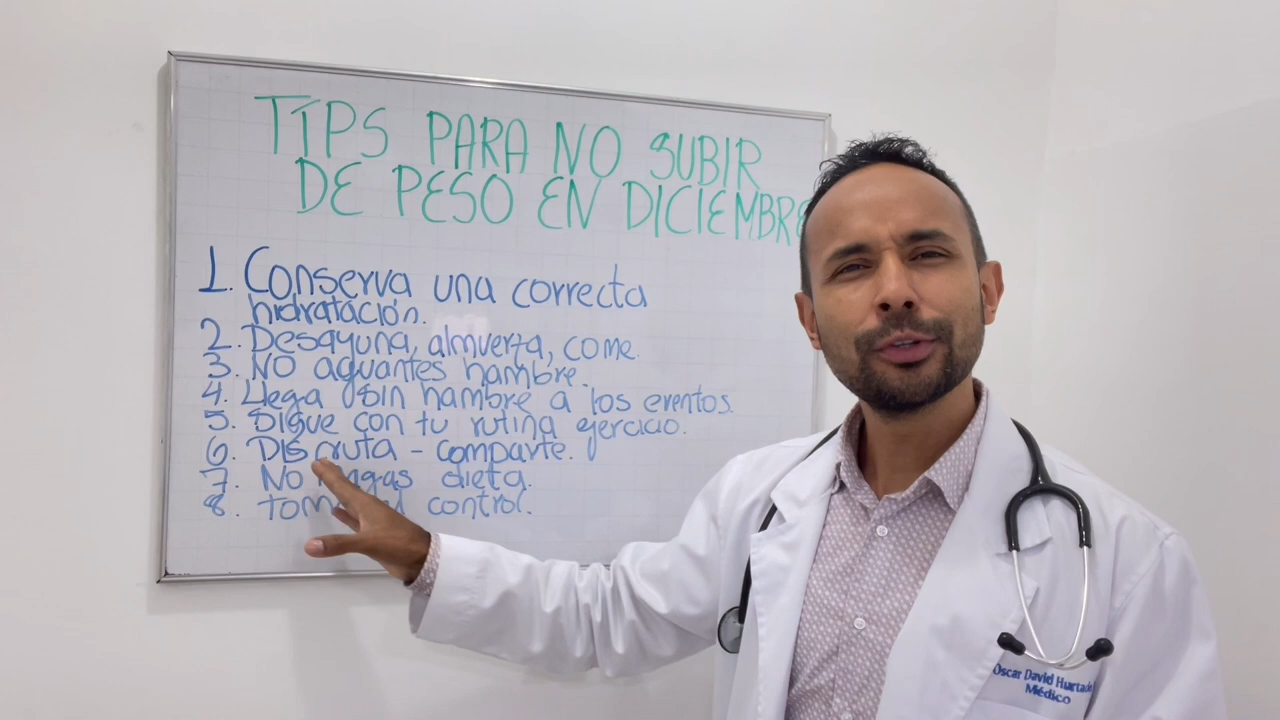 TIPS PARA NO SUBIR
DE PESO EN DICIEMBRE
1. Conserva una correcta
hidratación.
2. Desayuna, almuerza, come.
3. NO aguantes hambre.
4. Llega sin hambre a los eventos.
5. Sigue con tu rutina ejercicio.
6. Disfruta - comparte.
7. No hagas dieta.
8. control.
Oscar David Hurtado
Médico